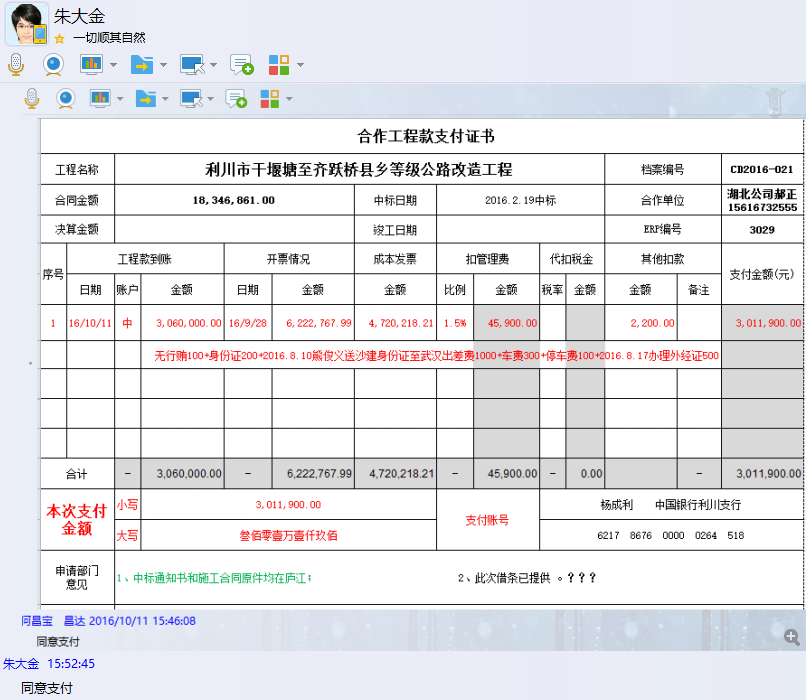 朱大金
一切顺其自然
合作工程款支付证书
工程名称 利川市干堰塘至齐跃桥县乡等级公路改造工程 档案编号 CD2016-021
合同金额 18,346,861.00 中标日期 2016.2.19中标 合作单位 湖北公司郝正 15616732555
决算金额 竣工日期 ERP编号 3029
序号 工程款到账 开票情况 成本发票 扣管理费 代扣税金 其他扣款 支付金额(元)
日期 账户 金额 日期 金额 金额 比例 金额 税率 金额 金额 备注
1 16/10/11 中 3,060,000.00 16/9/28 6,222,767.99 4,720,218.21 1.5% 45,900.00 2,200.00 3,011,900.00
无行贿100+身份证200+2016.8.10熊俊义送沙建身份证至武汉出差费1000+车费300+停车费100+2016.8.17办理外经证500
合计 - 3,060,000.00 - 6,222,767.99 4,720,218.21 - 45,900.00 - 0.00 - 3,011,900.00
本次支付金额 小写 3,011,900.00 支付账号 杨成利 中国银行利川支行
大写 叁佰零壹万壹仟玖佰 6217 8676 0000 0264 518
申请部门意见 1、中标通知书和施工合同原件均在庐江; 2、此次借条已提供 。???
何昌宝 昌达 2016/10/11 15:46:08
同意支付
朱大金 15:52:45
同意支付